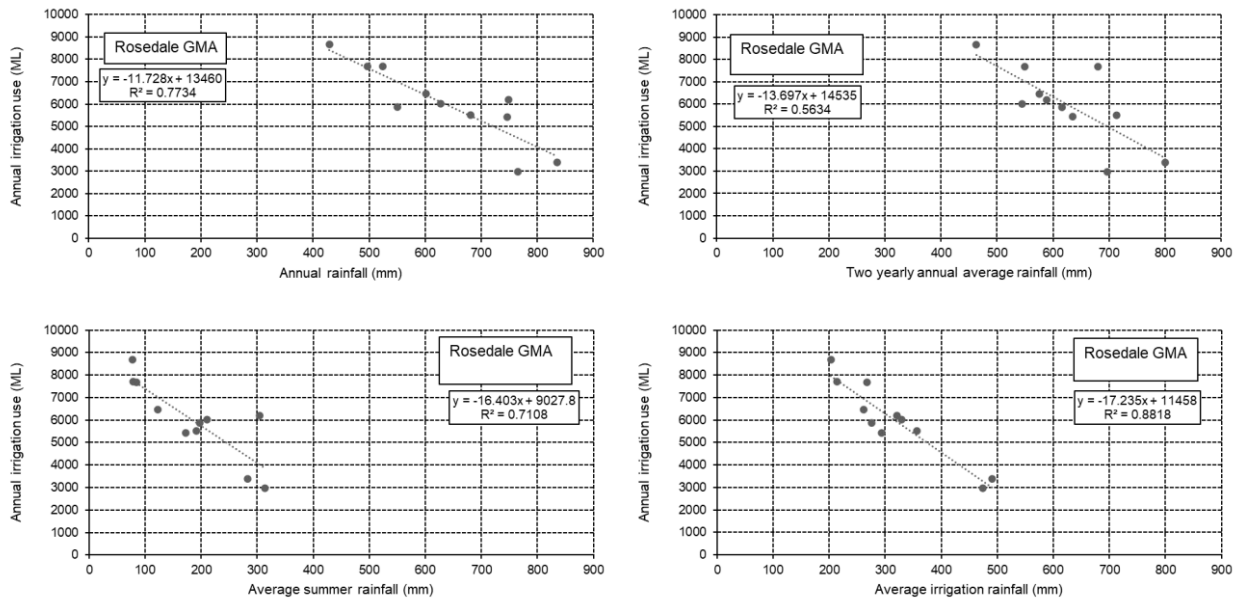 Annual irrigation use (ML)
10000
9000
8000
7000
6000
5000
4000
3000
2000
1000
0
Rosedale GMA
y = -11.728x + 13460
R² = 0.7734
0 100 200 300 400 500 600 700 800 900
Annual rainfall (mm)
Annual irrigation use (ML)
10000
9000
8000
7000
6000
5000
4000
3000
2000
1000
0
Rosedale GMA
y = -13.697x + 14535
R² = 0.5634
0 100 200 300 400 500 600 700 800 900
Two yearly annual average rainfall (mm)
Annual irrigation use (ML)
10000
9000
8000
7000
6000
5000
4000
3000
2000
1000
0
Rosedale GMA
y = -16.403x + 9027.8
R² = 0.7108
0 100 200 300 400 500 600 700 800 900
Average summer rainfall (mm)
Annual irrigation use (ML)
10000
9000
8000
7000
6000
5000
4000
3000
2000
1000
0
Rosedale GMA
y = -17.235x + 11458
R² = 0.8818
0 100 200 300 400 500 600 700 800 900
Average irrigation rainfall (mm)